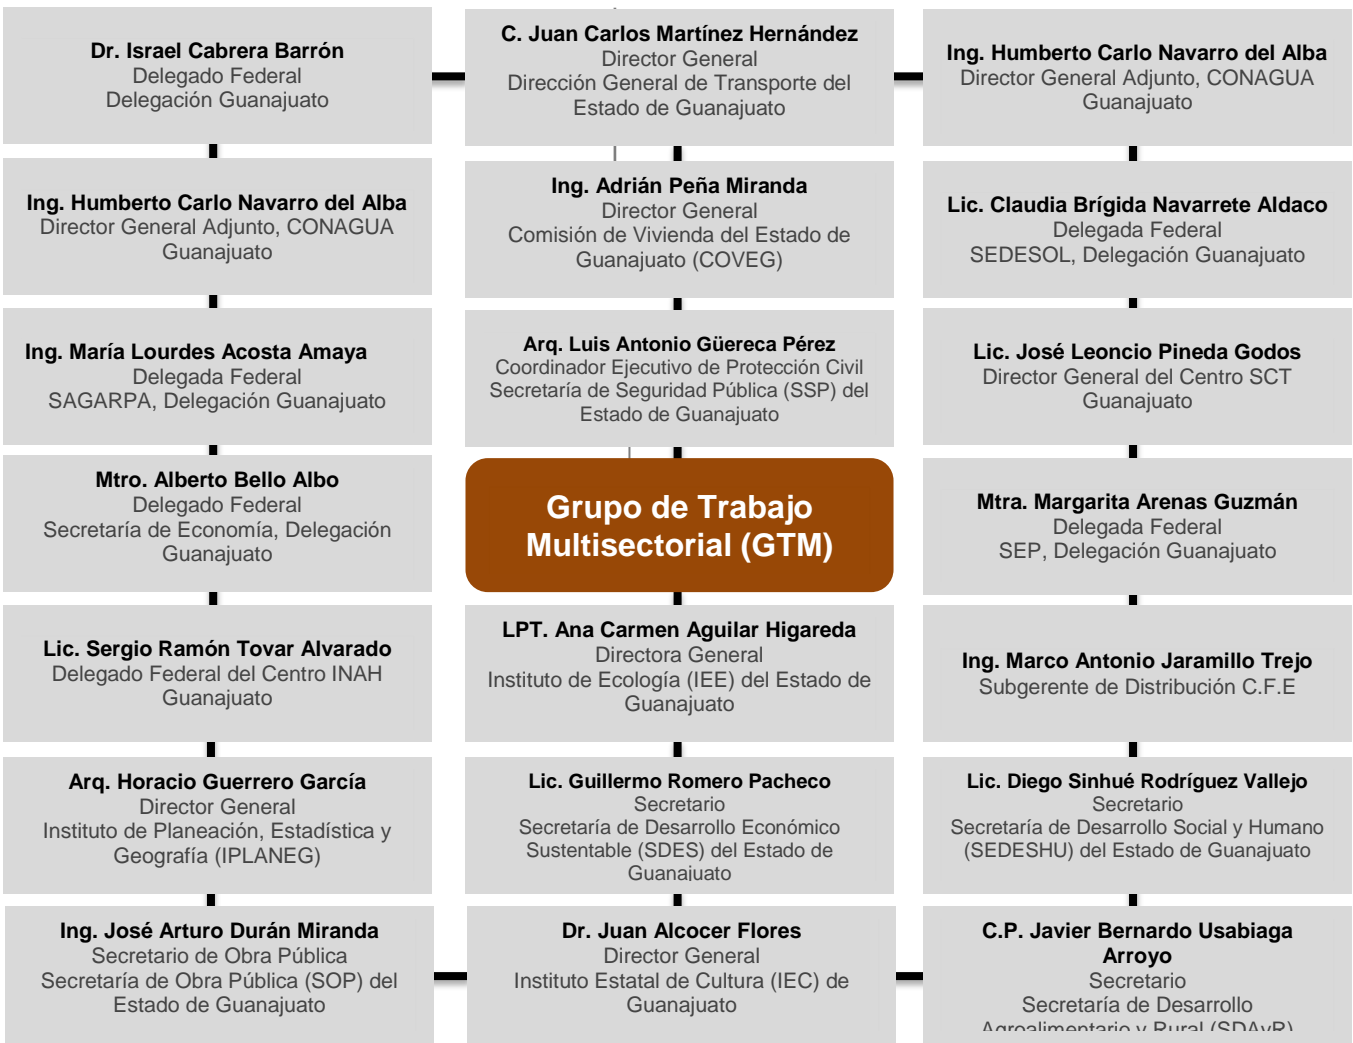 Dr. Israel Cabrera Barrón
Delegado Federal
Delegación Guanajuato
C. Juan Carlos Martínez Hernández
Director General
Dirección General de Transporte del
Estado de Guanajuato
Ing. Humberto Carlo Navarro del Alba
Director General Adjunto, CONAGUA
Guanajuato
Ing. Humberto Carlo Navarro del Alba
Director General Adjunto, CONAGUA
Guanajuato
Ing. Adrián Peña Miranda
Director General
Comisión de Vivienda del Estado de
Guanajuato (COVEG)
Lic. Claudia Brígida Navarrete Aldaco
Delegada Federal
SEDESOL, Delegación Guanajuato
Ing. María Lourdes Acosta Amaya
Delegada Federal
SAGARPA, Delegación Guanajuato
Arq. Luis Antonio Güereca Pérez
Coordinador Ejecutivo de Protección Civil
Secretaría de Seguridad Pública (SSP) del
Estado de Guanajuato
Lic. José Leoncio Pineda Godos
Director General del Centro SCT
Guanajuato
Mtro. Alberto Bello Albo
Delegado Federal
Secretaría de Economía, Delegación
Guanajuato
Grupo de Trabajo
Multisectorial (GTM)
Mtra. Margarita Arenas Guzmán
Delegada Federal
SEP, Delegación Guanajuato
Lic. Sergio Ramón Tovar Alvarado
Delegado Federal del Centro INAH
Guanajuato
LPT. Ana Carmen Aguilar Higareda
Directora General
Instituto de Ecología (IEE) del Estado de
Guanajuato
Ing. Marco Antonio Jaramillo Trejo
Subgerente de Distribución C.F.E
Arq. Horacio Guerrero García
Director General
Instituto de Planeación, Estadística y
Geografía (IPLANEG)
Lic. Guillermo Romero Pacheco
Secretario
Secretaría de Desarrollo Económico
Sustentable (SDES) del Estado de
Guanajuato
Lic. Diego Sinhué Rodríguez Vallejo
Secretario
Secretaría de Desarrollo Social y Humano
(SEDESHU) del Estado de Guanajuato
Ing. José Arturo Durán Miranda
Secretario de Obra Pública
Secretaría de Obra Pública (SOP) del
Estado de Guanajuato
Dr. Juan Alcocer Flores
Director General
Instituto Estatal de Cultura (IEC) de
Guanajuato
C.P. Javier Bernardo Usabiaga
Arroyo
Secretario
Secretaría de Desarrollo
Agroalimentario y Rural (SDAyR)